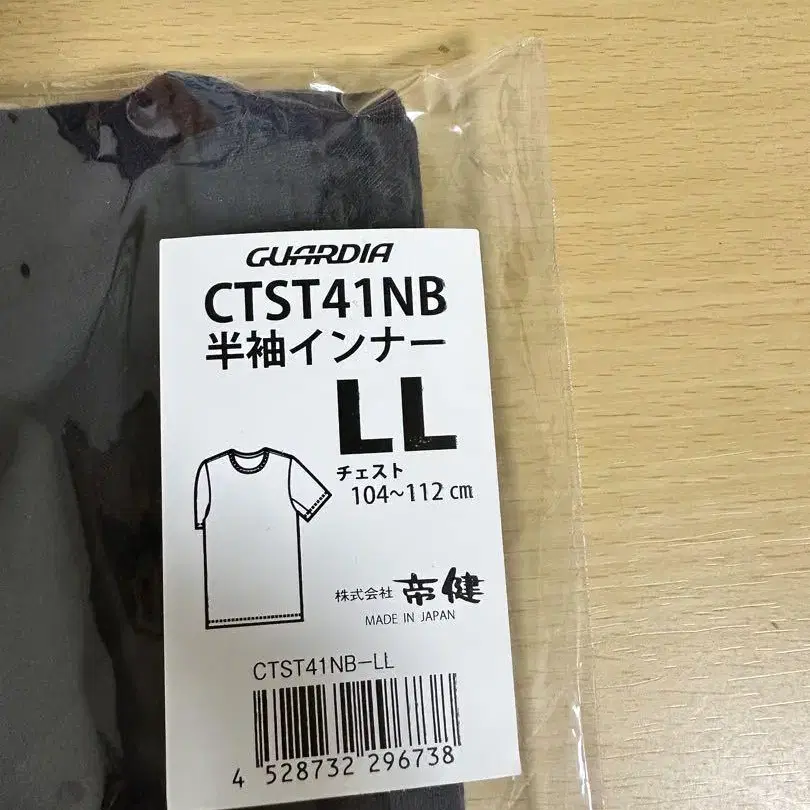 GUARDIA
CTST41NB
半袖インナー
LL
チェスト
104~112 cm
株式会社 帝健
MADE IN JAPAN
CTST41NB-LL
4 528732 296738